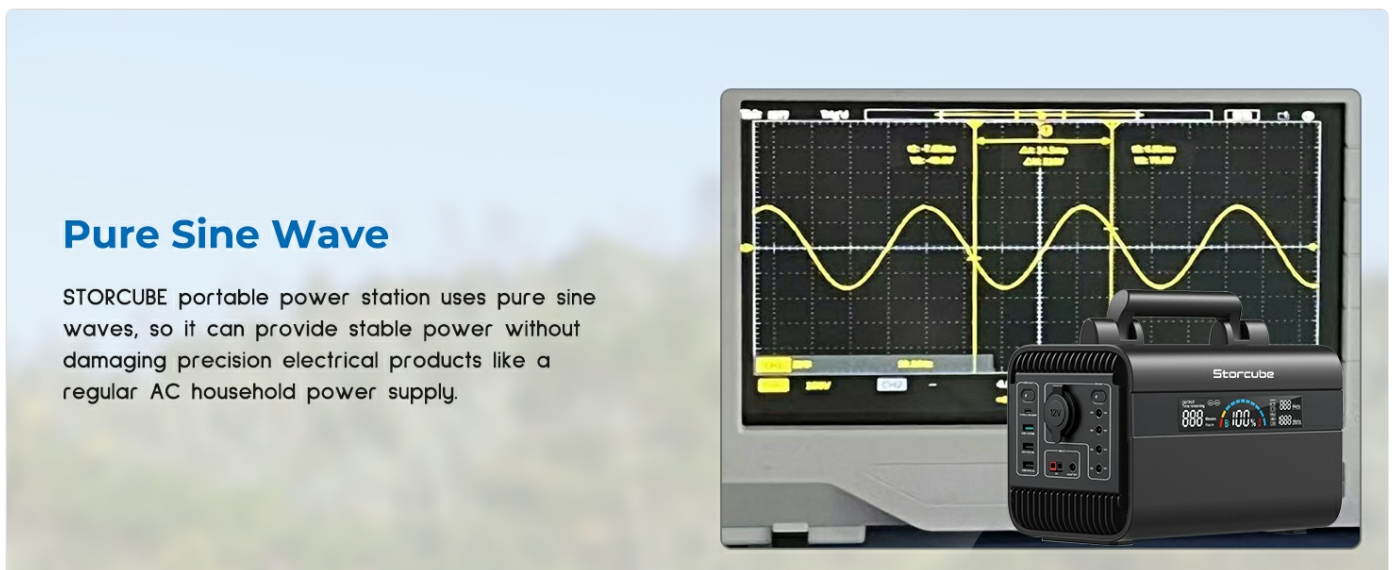 Pure Sine Wave
STORCUBE portable power station uses pure sine
waves, so it can provide stable power without
damaging precision electrical products like a
regular AC household power supply.
Storcube
100%
12V